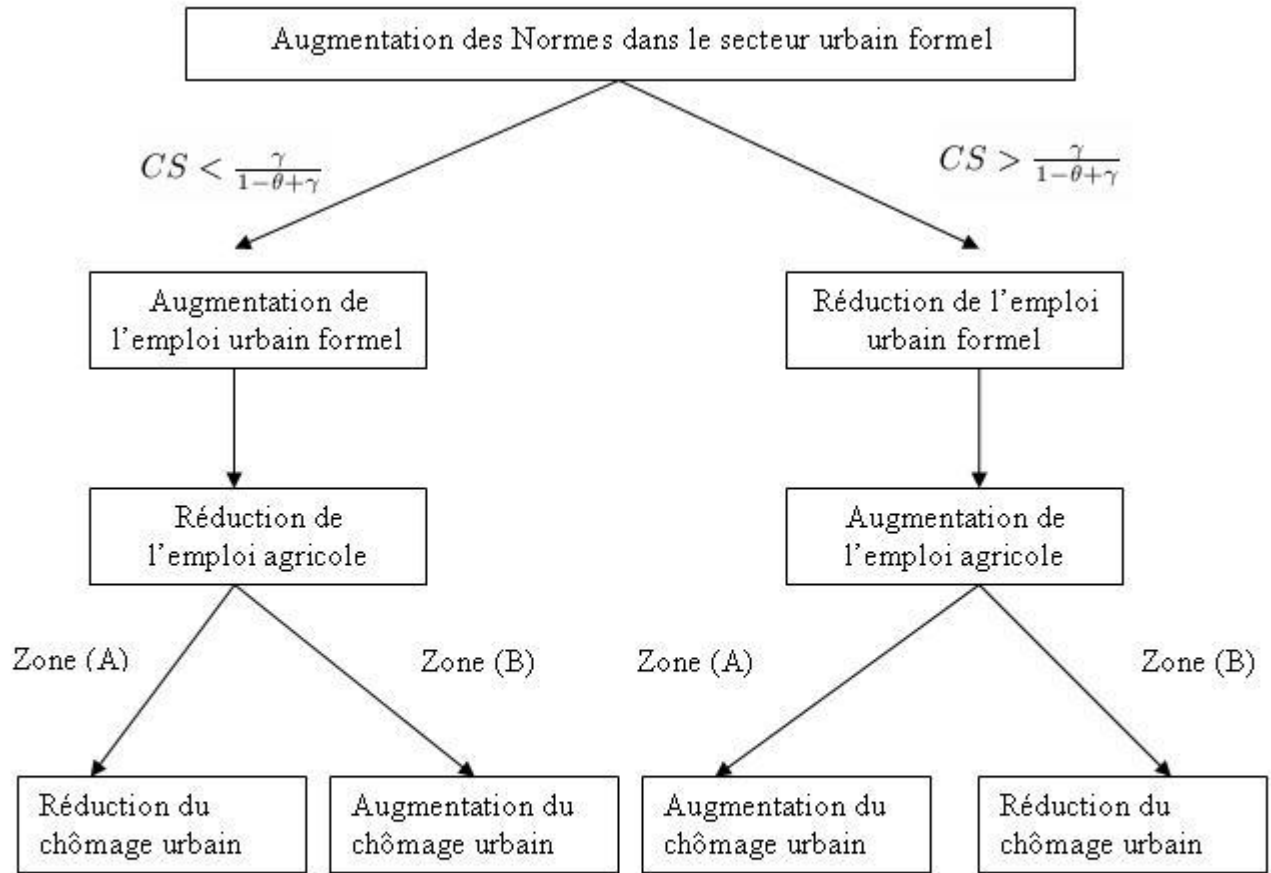 Augmentation des Normes dans le secteur urbain formel
CS < γ/(1−θ+γ)
CS > γ/(1−θ+γ)
Augmentation de
l’emploi urbain formel
Réduction de l’emploi
urbain formel
Réduction de
l’emploi agricole
Augmentation de
l’emploi agricole
Zone (A)
Zone (B)
Zone (A)
Zone (B)
Réduction du
chômage urbain
Augmentation du
chômage urbain
Augmentation du
chômage urbain
Réduction du
chômage urbain